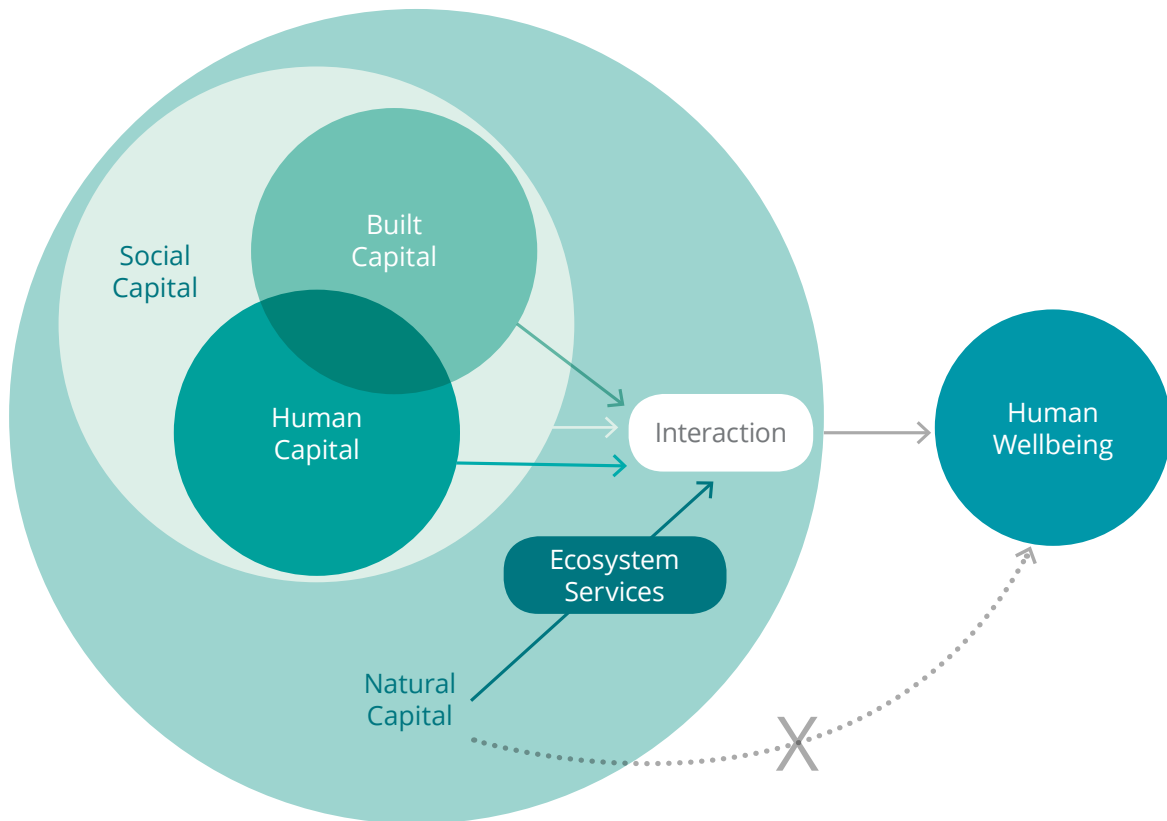 Built
Capital
Social
Capital
Human
Capital
Interaction
Human
Wellbeing
Ecosystem
Services
Natural
Capital
X